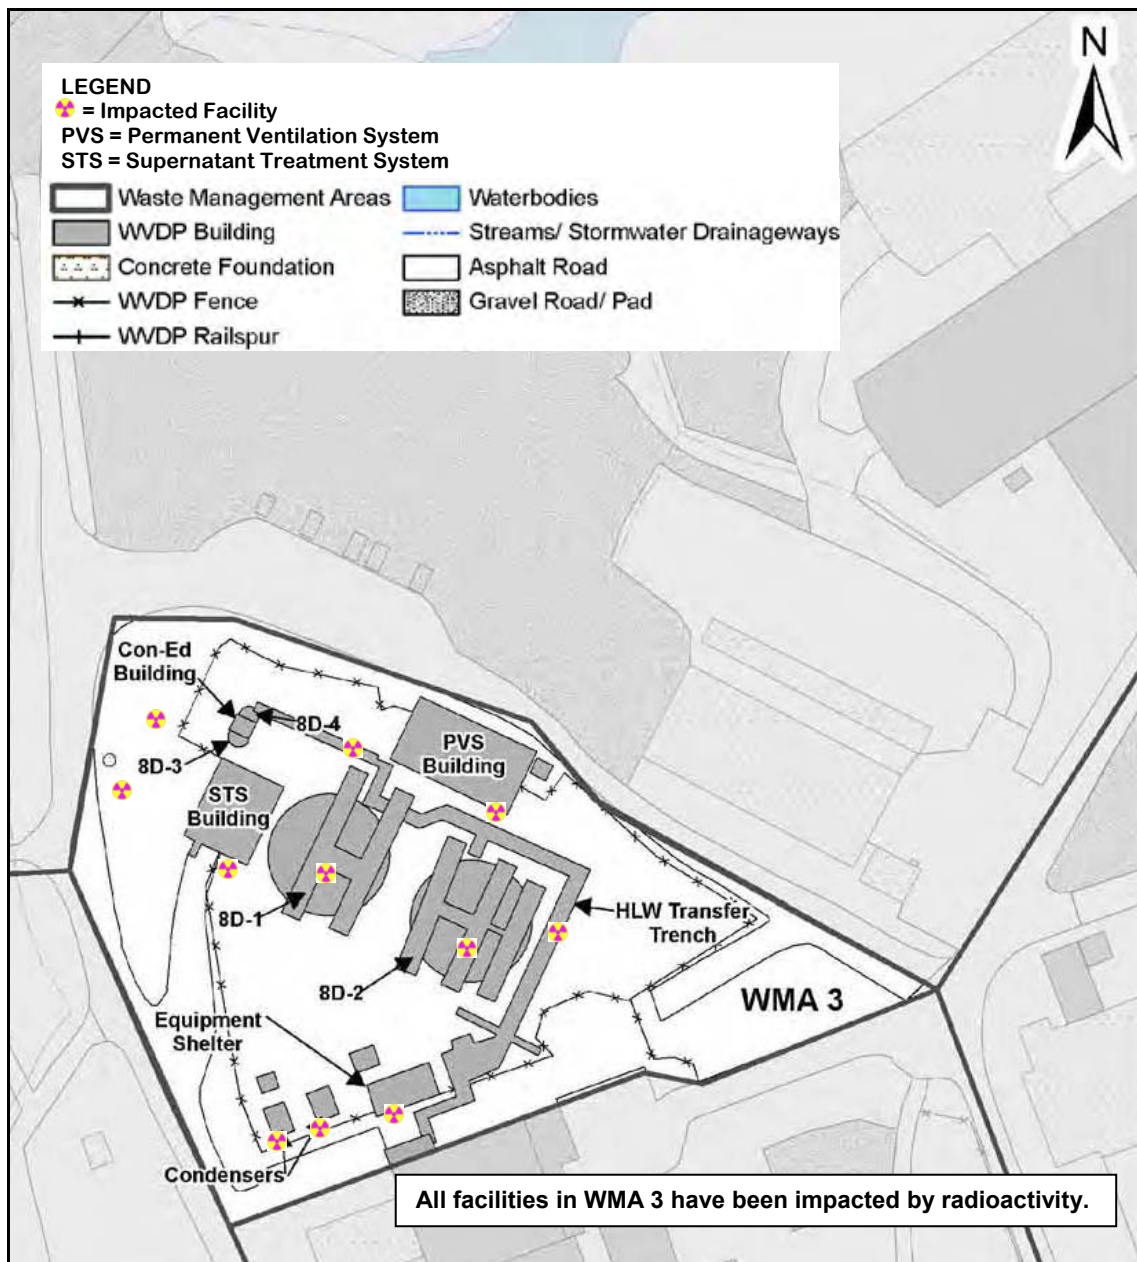 N
LEGEND
= Impacted Facility
PVS = Permanent Ventilation System
STS = Supernatant Treatment System
Waste Management Areas
WVDP Building
Concrete Foundation
WVDP Fence
WVDP Railspur
Waterbodies
Streams/ Stormwater Drainageways
Asphalt Road
Gravel Road/ Pad
Con-Ed
Building
8D-4
8D-3
PVS
Building
STS
Building
8D-1
HLW Transfer
Trench
8D-2
WMA 3
Equipment
Shelter
Condensers
All facilities in WMA 3 have been impacted by radioactivity.